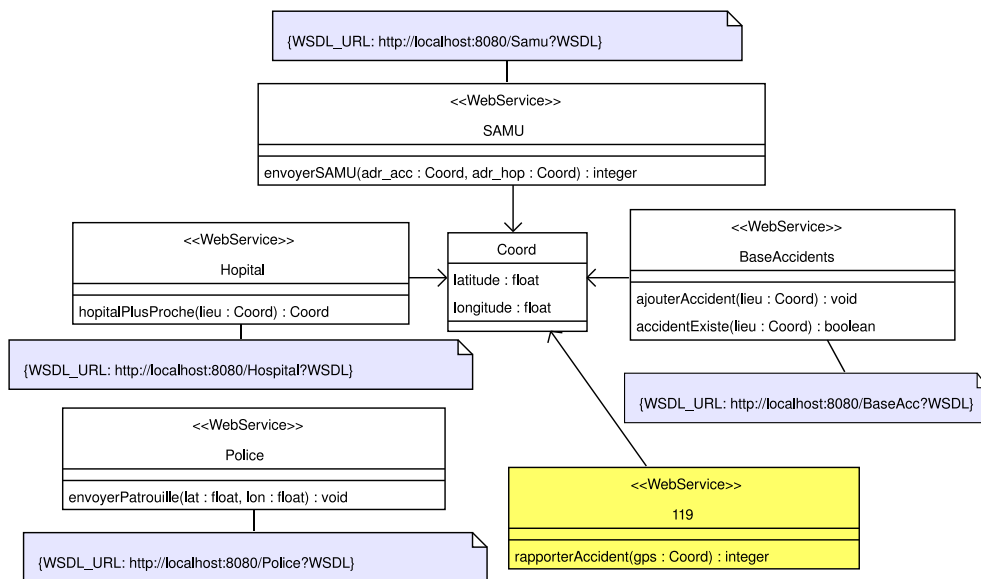 {WSDL_URL: http://localhost:8080/Samu?WSDL}
<<WebService>>
SAMU
envoyerSAMU(adr_acc : Coord, adr_hop : Coord) : integer
<<WebService>>
Hopital
hopitalPlusProche(lieu : Coord) : Coord
{WSDL_URL: http://localhost:8080/Hospital?WSDL}
Coord
latitude : float
longitude : float
<<WebService>>
BaseAccidents
ajouterAccident(lieu : Coord) : void
accidentExiste(lieu : Coord) : boolean
{WSDL_URL: http://localhost:8080/BaseAcc?WSDL}
<<WebService>>
Police
envoyerPatrouille(lat : float, lon : float) : void
{WSDL_URL: http://localhost:8080/Police?WSDL}
<<WebService>>
119
rapporterAccident(gps : Coord) : integer